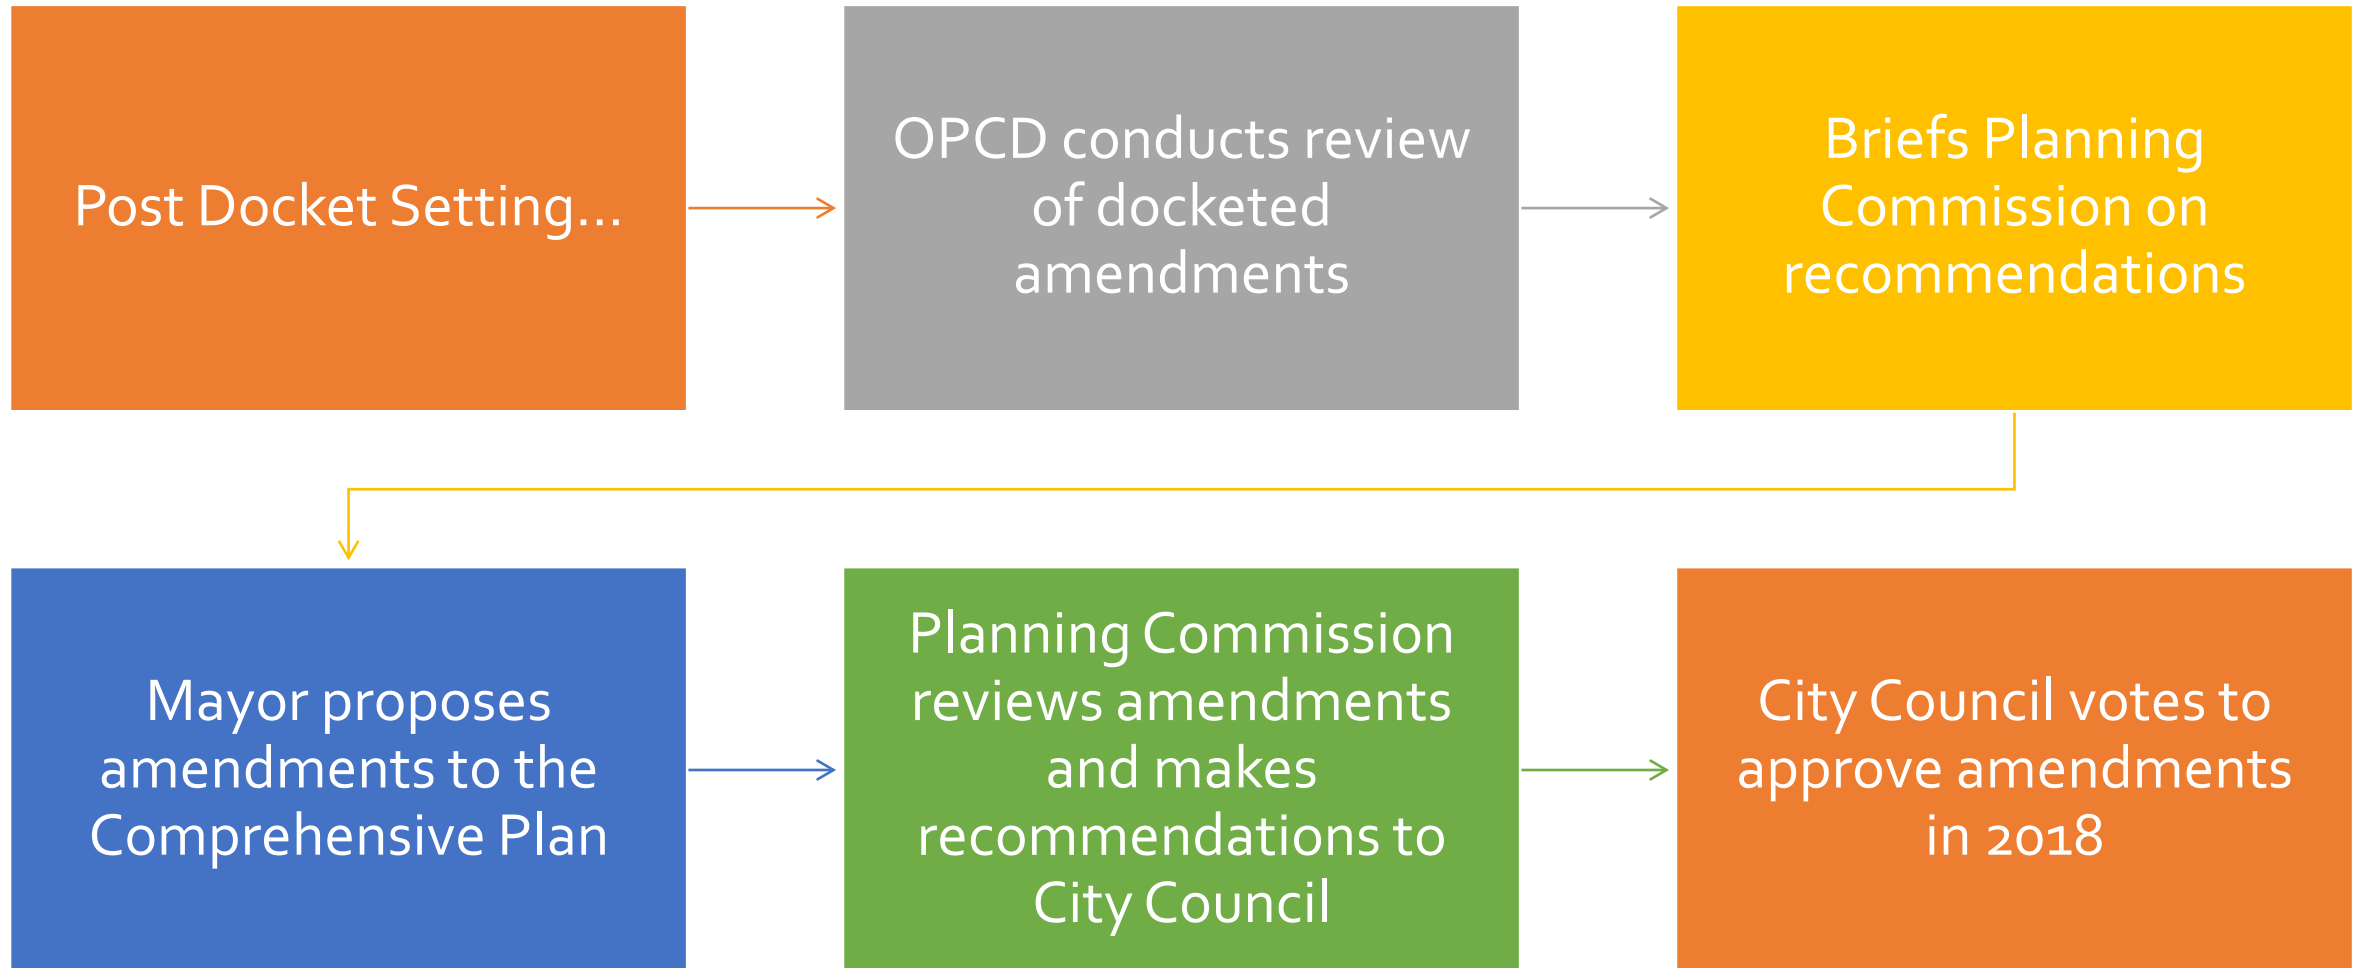 Post Docket Setting...
OPCD conducts review
of docketed
amendments
Briefs Planning
Commission on
recommendations
Mayor proposes
amendments to the
Comprehensive Plan
Planning Commission
reviews amendments
and makes
recommendations to
City Council
City Council votes to
approve amendments
in 2018